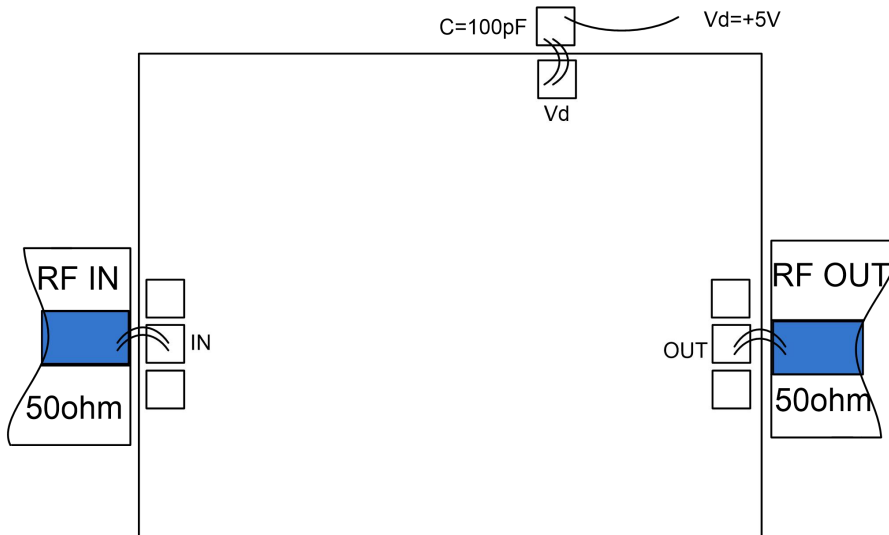 C=100pF
Vd=+5V
Vd
RF IN
RF OUT
IN
OUT
50ohm
50ohm